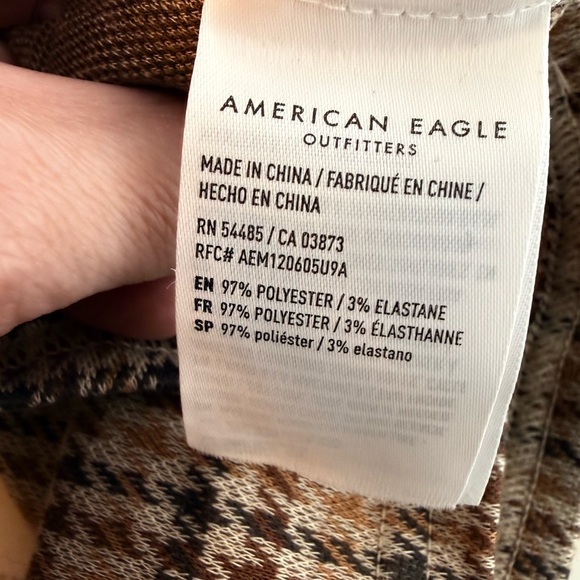 AMERICAN EAGLE
OUTFITTERS
MADE IN CHINA / FABRIQUÉ EN CHINE /
HECHO EN CHINA
RN 54485 / CA 03873
RFC# AEM120605U9A
EN 97% POLYESTER / 3% ELASTANE
FR 97% POLYESTER / 3% ÉLASTHANNE
SP 97% poliéster / 3% elastano